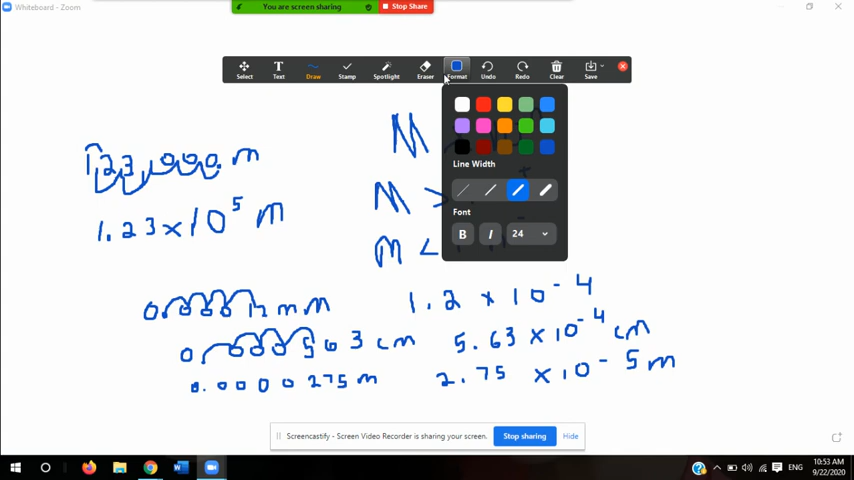 Whiteboard - Zoom
You are screen sharing
Stop Share
Select Text Draw Stamp Spotlight Eraser Format Undo Redo Clear Save
Line Width
Font
B I 24
123,000. m
1.23 x 10^5 m
M
M >
M <
0.00012 mm
1.2 x 10^-4
0.000563 cm
5.63 x 10^-4 cm
0.0000275 m
2.75 x 10^-5 m
Screencastify - Screen Video Recorder is sharing your screen.
Stop sharing
Hide
ENG
10:53 AM
9/22/2020